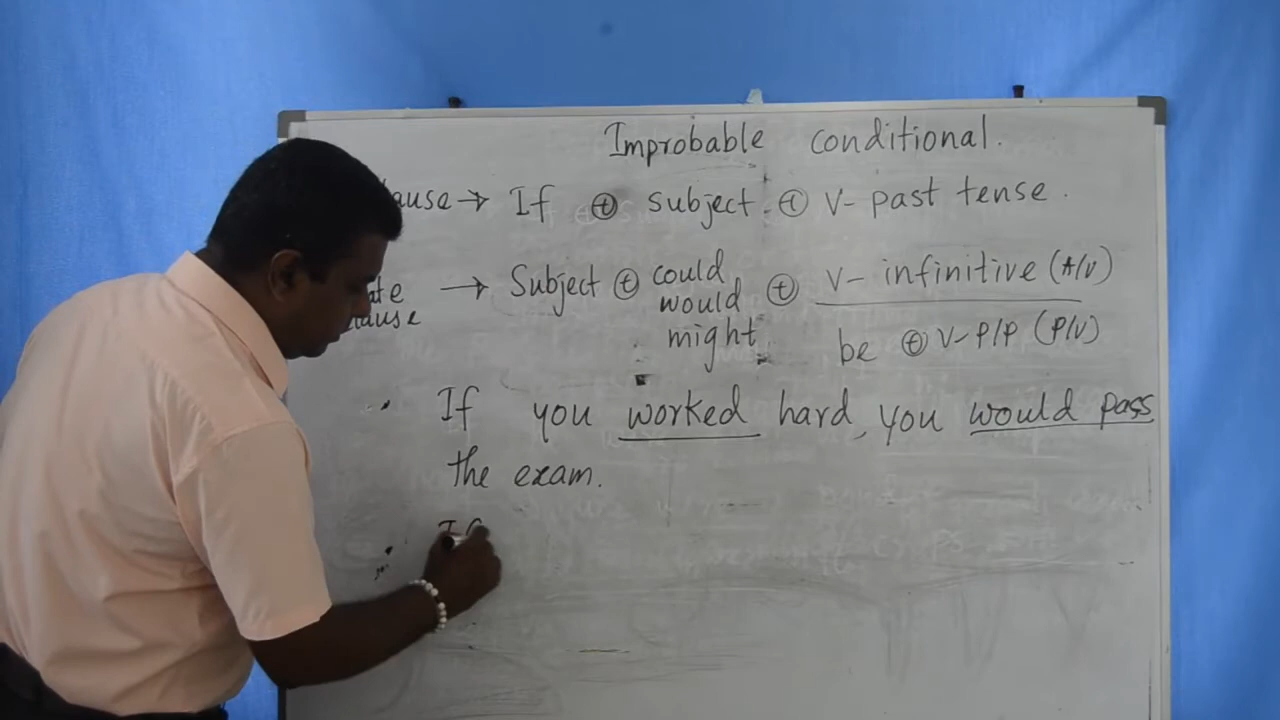 Improbable conditional.
→ If ⊕ subject ⊕ V- past tense.
→ Subject ⊕ could would might ⊕ V- infinitive (A/V)
be ⊕ V-P/P (P/V)
If you worked hard, you would pass
the exam.
If